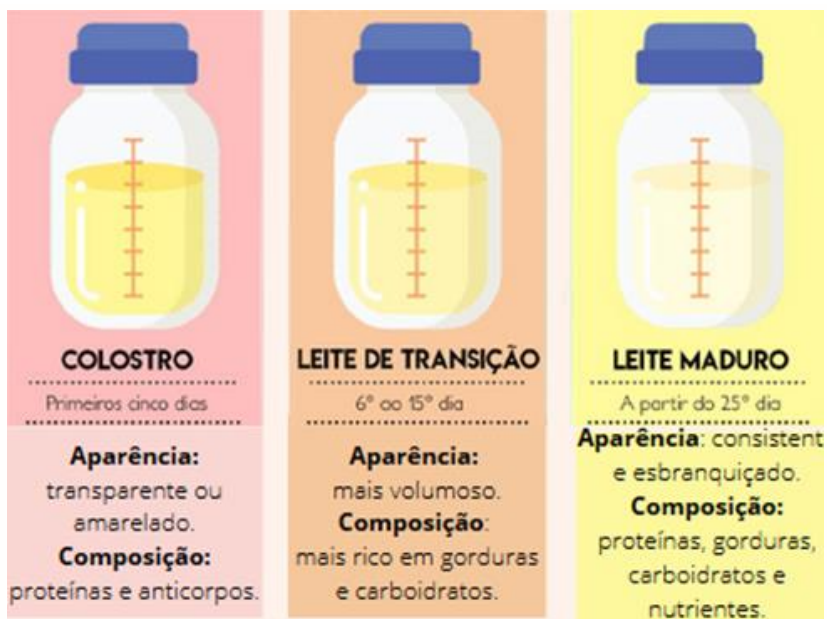 COLOSTRO
Primeiros cinco dias
Aparência:
transparente ou
amarelado.
Composição:
proteínas e anticorpos.
LEITE DE TRANSIÇÃO
6º ao 15º dia
Aparência:
mais volumoso.
Composição:
mais rico em gorduras
e carboidratos.
LEITE MADURO
A partir do 25º dia
Aparência: consistent
e esbranquiçado.
Composição:
proteínas, gorduras,
carboidratos e
nutrientes.